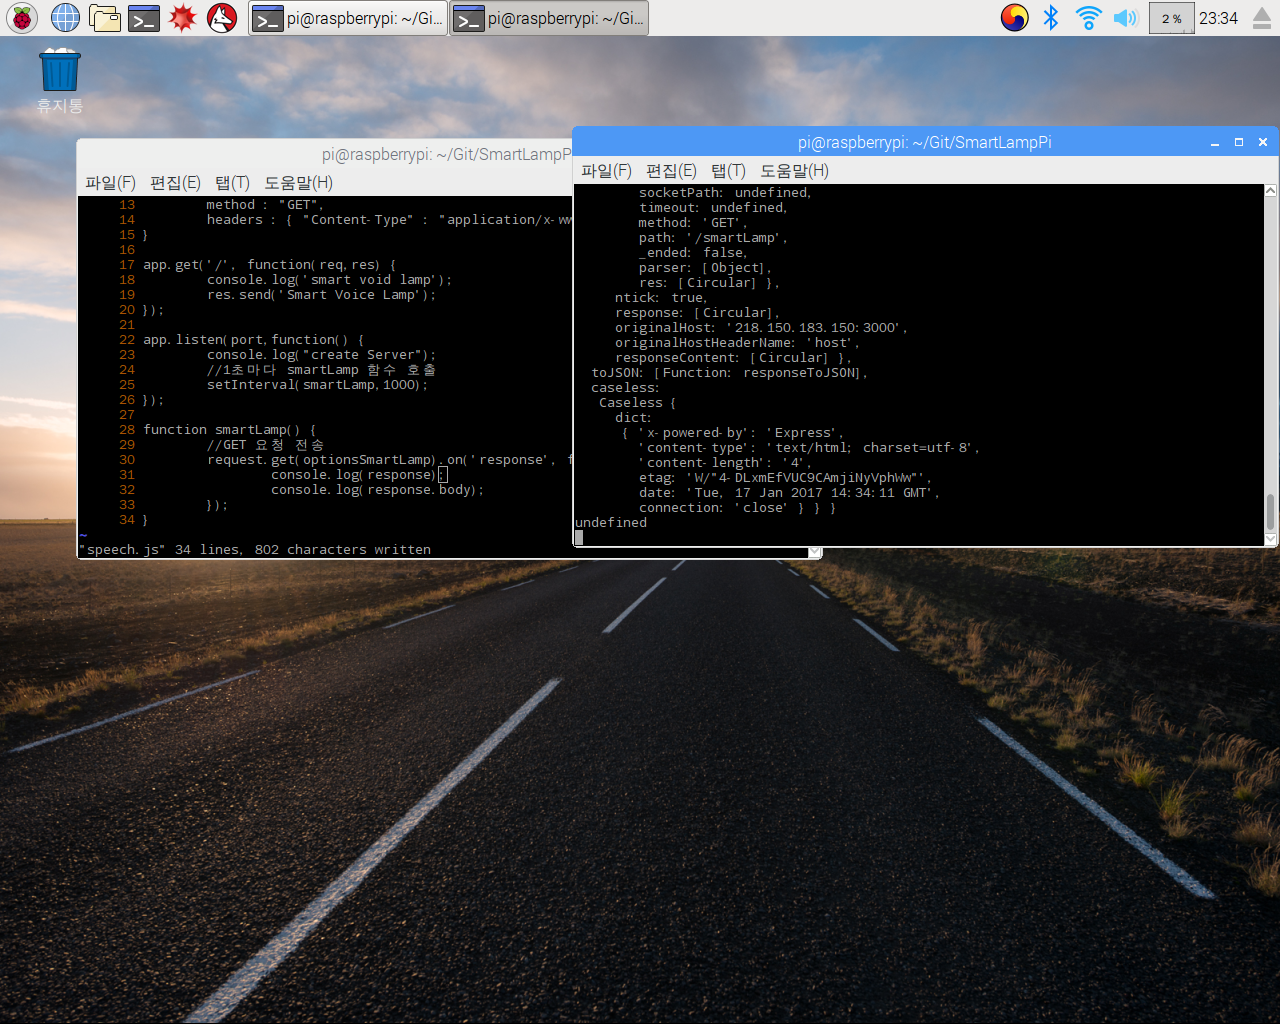 pi@raspberrypi: ~/Gi...
pi@raspberrypi: ~/Gi...
2 %
23:34
휴지통
pi@raspberrypi: ~/Git/SmartLampP
파일(F) 편집(E) 탭(T) 도움말(H)
13 method : "GET",
14 headers : { "Content-Type" : "application/x-ww
15 }
16
17 app.get('/', function(req,res) {
18 console.log('smart void lamp');
19 res.send('Smart Voice Lamp');
20 });
21
22 app.listen(port,function() {
23 console.log("create Server");
24 //1초마다 smartLamp 함수 호출
25 setInterval(smartLamp,1000);
26 });
27
28 function smartLamp() {
29 //GET 요청 전송
30 request.get(optionsSmartLamp).on('response', f
31 console.log(response);
32 console.log(response.body);
33 });
34 }
~
"speech.js" 34 lines, 802 characters written
pi@raspberrypi: ~/Git/SmartLampPi
파일(F) 편집(E) 탭(T) 도움말(H)
socketPath: undefined,
timeout: undefined,
method: 'GET',
path: '/smartLamp',
_ended: false,
parser: [Object],
res: [Circular] },
ntick: true,
response: [Circular],
originalHost: '218.150.183.150:3000',
originalHostHeaderName: 'host',
responseContent: [Circular] },
toJSON: [Function: responseToJSON],
caseless:
Caseless {
dict:
{ 'x-powered-by': 'Express',
'content-type': 'text/html; charset=utf-8',
'content-length': '4',
etag: 'W/"4-DLxmEfVUC9CAmjiNyVphWw"',
date: 'Tue, 17 Jan 2017 14:34:11 GMT',
connection: 'close' } } }
undefined